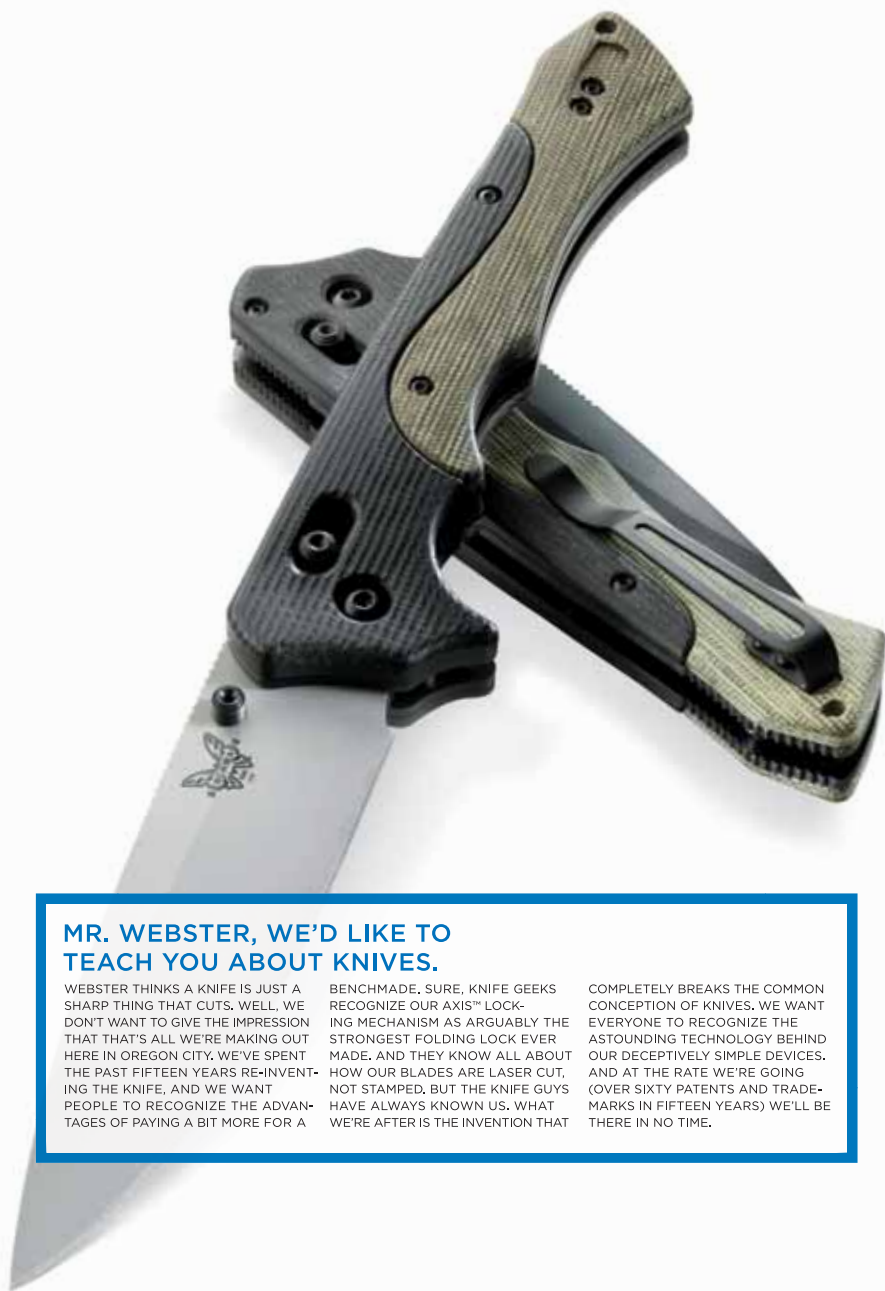 MR. WEBSTER, WE'D LIKE TO
TEACH YOU ABOUT KNIVES.
WEBSTER THINKS A KNIFE IS JUST A
SHARP THING THAT CUTS. WELL, WE
DON'T WANT TO GIVE THE IMPRESSION
THAT THAT'S ALL WE'RE MAKING OUT
HERE IN OREGON CITY. WE'VE SPENT
THE PAST FIFTEEN YEARS RE-INVENT-
ING THE KNIFE, AND WE WANT
PEOPLE TO RECOGNIZE THE ADVAN-
TAGES OF PAYING A BIT MORE FOR A
BENCHMADE. SURE, KNIFE GEEKS
RECOGNIZE OUR AXIS™ LOCK-
ING MECHANISM AS ARGUABLY THE
STRONGEST FOLDING LOCK EVER
MADE. AND THEY KNOW ALL ABOUT
HOW OUR BLADES ARE LASER CUT,
NOT STAMPED. BUT THE KNIFE GUYS
HAVE ALWAYS KNOWN US. WHAT
WE'RE AFTER IS THE INVENTION THAT
COMPLETELY BREAKS THE COMMON
CONCEPTION OF KNIVES. WE WANT
EVERYONE TO RECOGNIZE THE
ASTOUNDING TECHNOLOGY BEHIND
OUR DECEPTIVELY SIMPLE DEVICES.
AND AT THE RATE WE'RE GOING
(OVER SIXTY PATENTS AND TRADE-
MARKS IN FIFTEEN YEARS) WE'LL BE
THERE IN NO TIME.